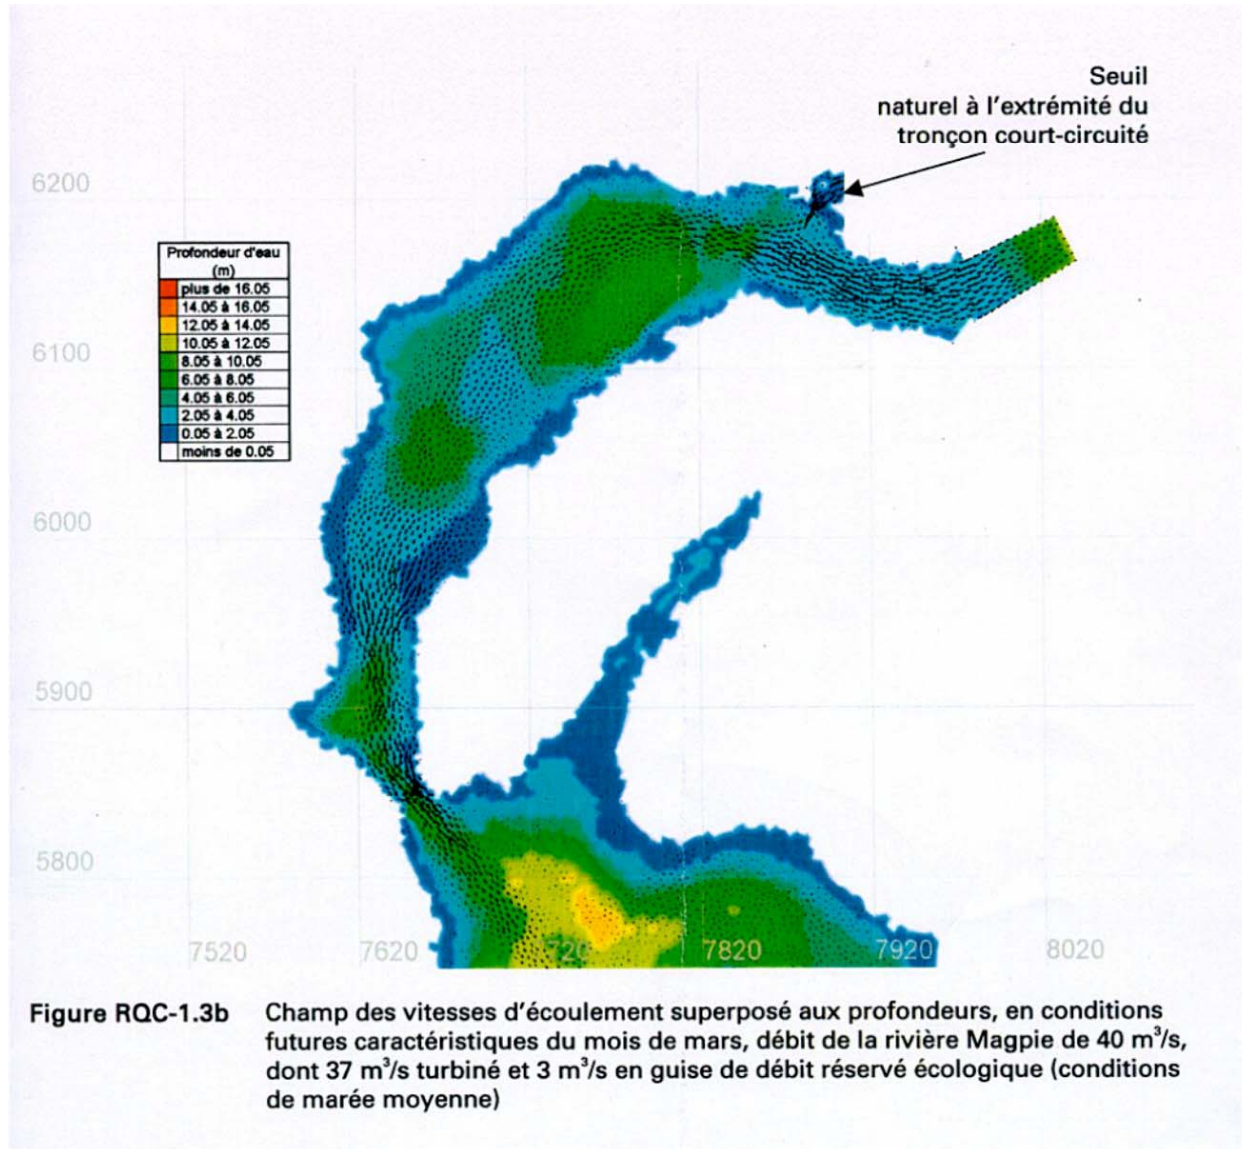 Seuil
naturel à l'extrémité du
tronçon court-circuité
6200
6100
6000
5900
5800
Profondeur d'eau
(m)
plus de 16.05
14.05 à 16.05
12.05 à 14.05
10.05 à 12.05
8.05 à 10.05
6.05 à 8.05
4.05 à 6.05
2.05 à 4.05
0.05 à 2.05
moins de 0.05
7520
7620
7820
7920
8020
Figure RQC-1.3b Champ des vitesses d'écoulement superposé aux profondeurs, en conditions
futures caractéristiques du mois de mars, débit de la rivière Magpie de 40 m³/s,
dont 37 m³/s turbiné et 3 m³/s en guise de débit réservé écologique (conditions
de marée moyenne)